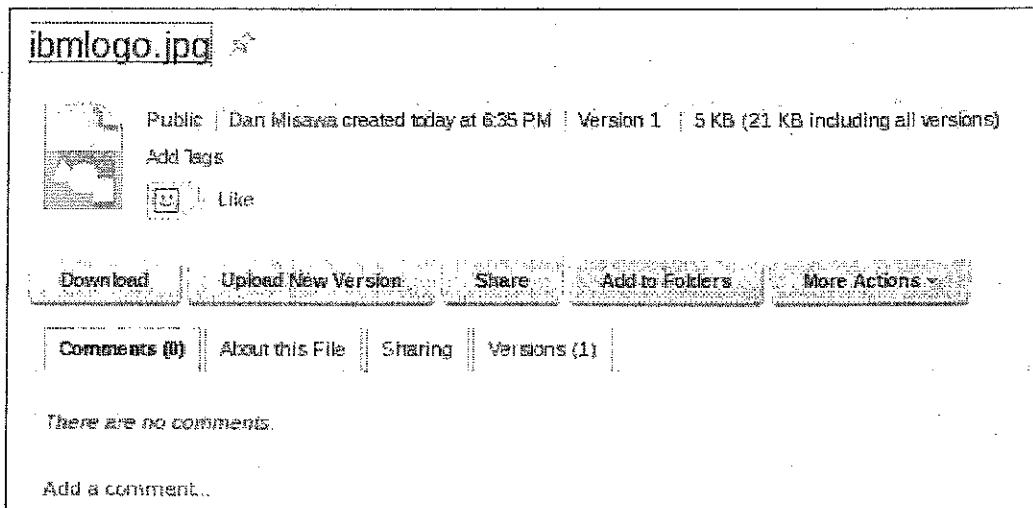 ibmlogo.jpg
Public | Dan Misawa created today at 6:35 PM | Version 1 | 5 KB (21 KB including all versions)
Add Tags
Like
Download Upload New Version Share Add to Folders More Actions
Comments (0) About this File Sharing Versions (1)
There are no comments.
Add a comment...